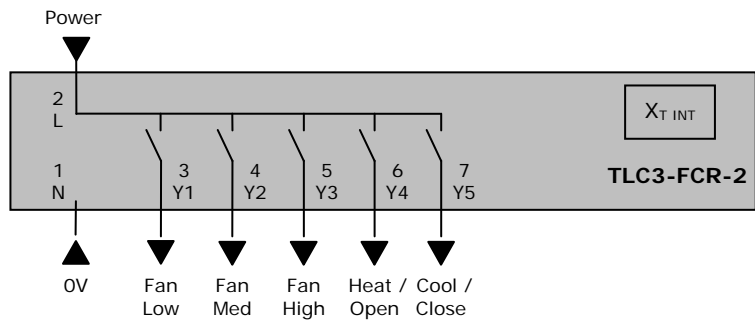 Power
2
L
X T INT
1
N
3
Y1
4
Y2
5
Y3
6
Y4
7
Y5
TLC3-FCR-2
0V
Fan
Low
Fan
Med
Fan
High
Heat /
Open
Cool /
Close